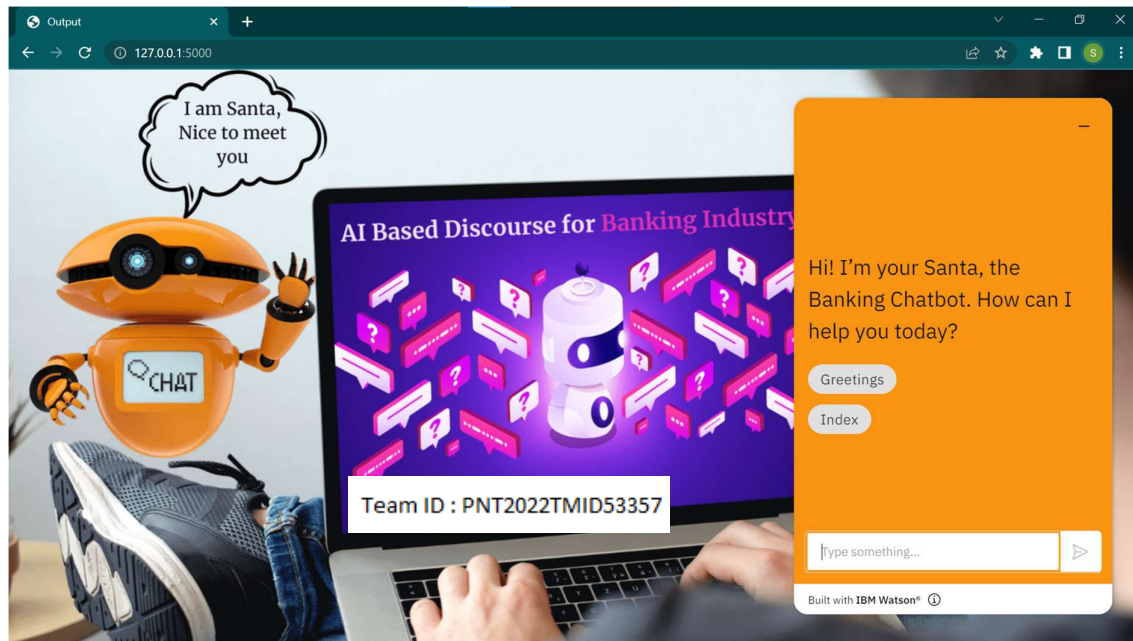 Output
127.0.0.1:5000
S
I am Santa,
Nice to meet
you
CHAT
AI Based Discourse for Banking Industry
Team ID : PNT2022TMID53357
Hi! I’m your Santa, the
Banking Chatbot. How can I
help you today?
Greetings
Index
Type something...
Built with IBM Watson®